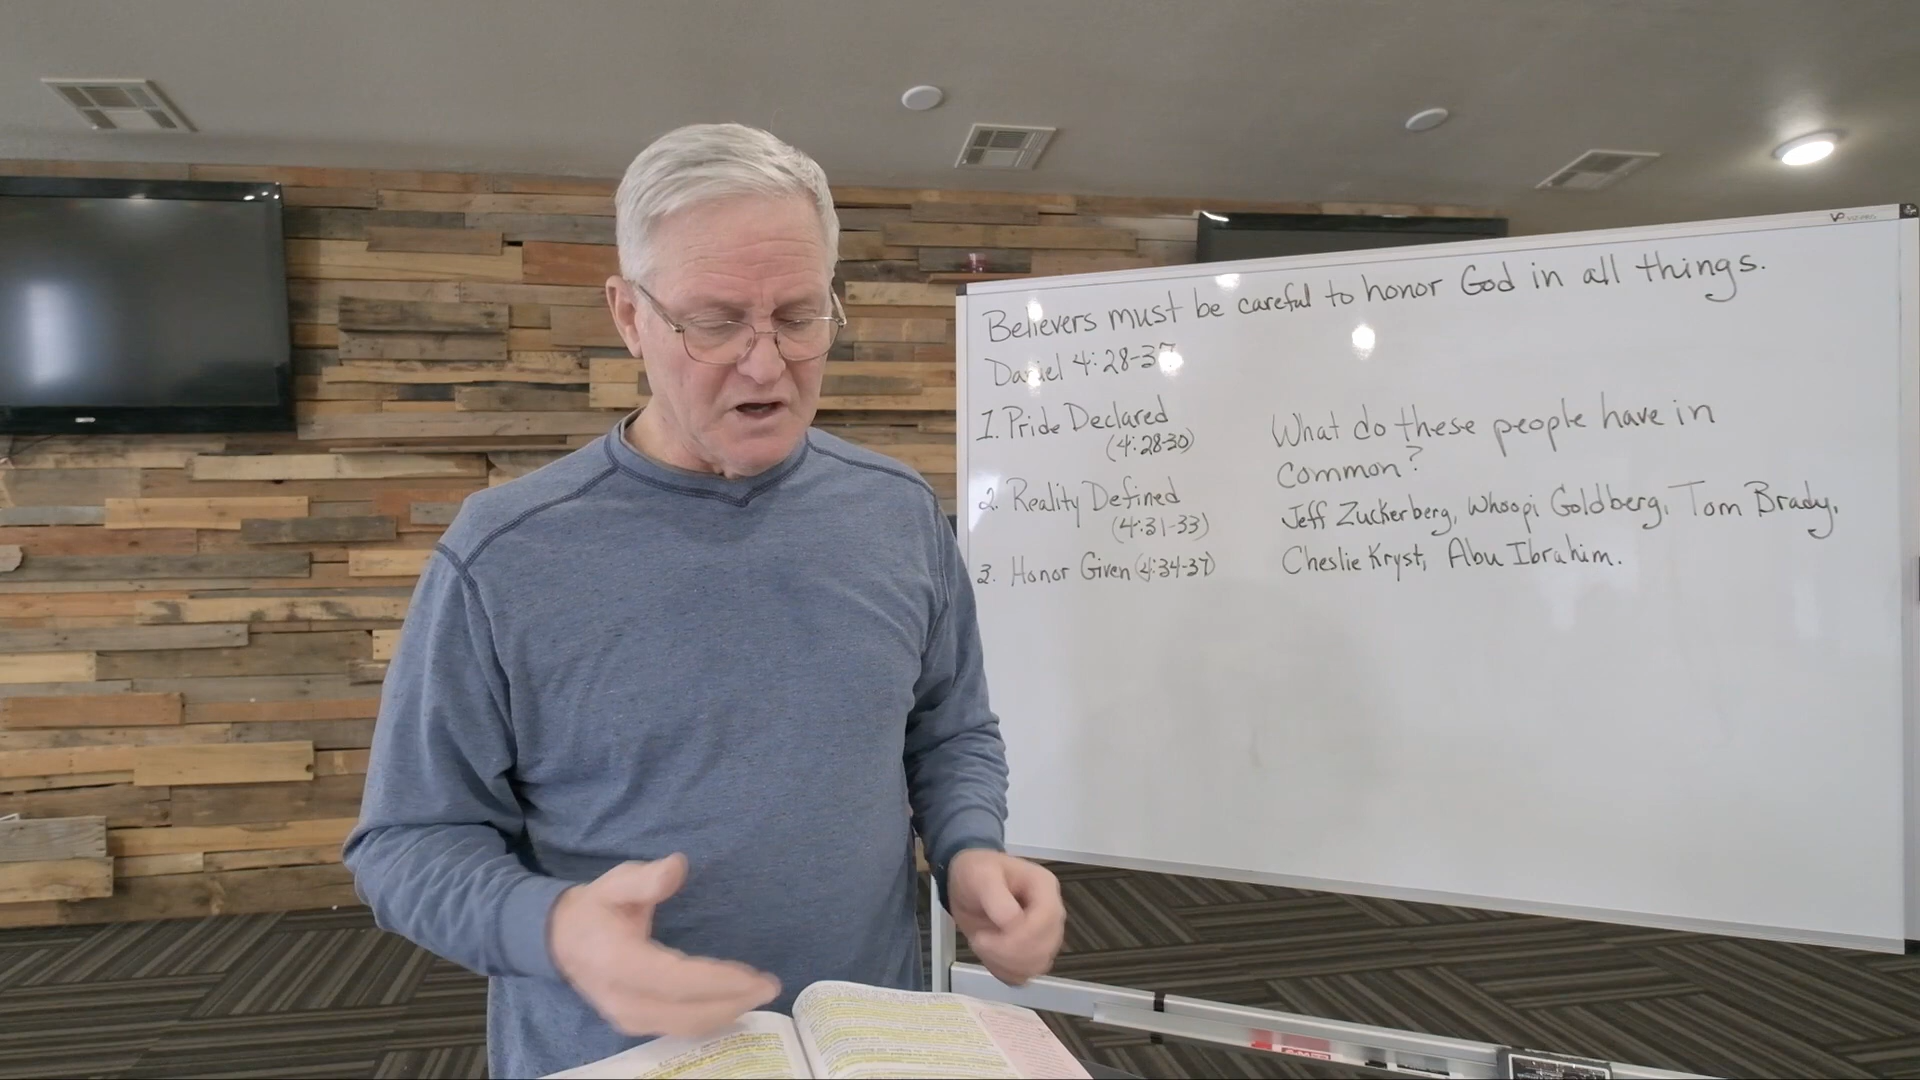 Believers must be careful to honor God in all things.
Daniel 4:28-37
1. Pride Declared
(4:28-30)
2. Reality Defined
(4:31-33)
3. Honor Given (4:34-37)
What do these people have in
common?
Jeff Zuckerberg, Whoopi Goldberg, Tom Brady,
Cheslie Kryst, Abu Ibrahim.